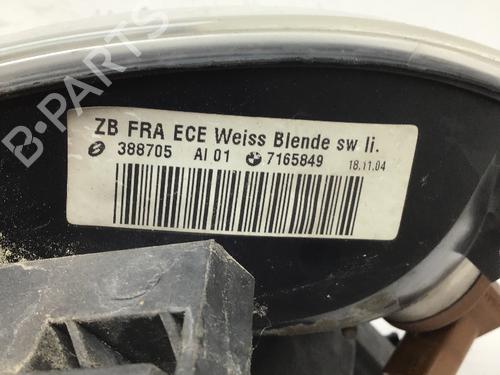 B-PARTS
ZB FRA ECE Weiss Blende sw li.
388705 AI 01 7165849 18.11.04